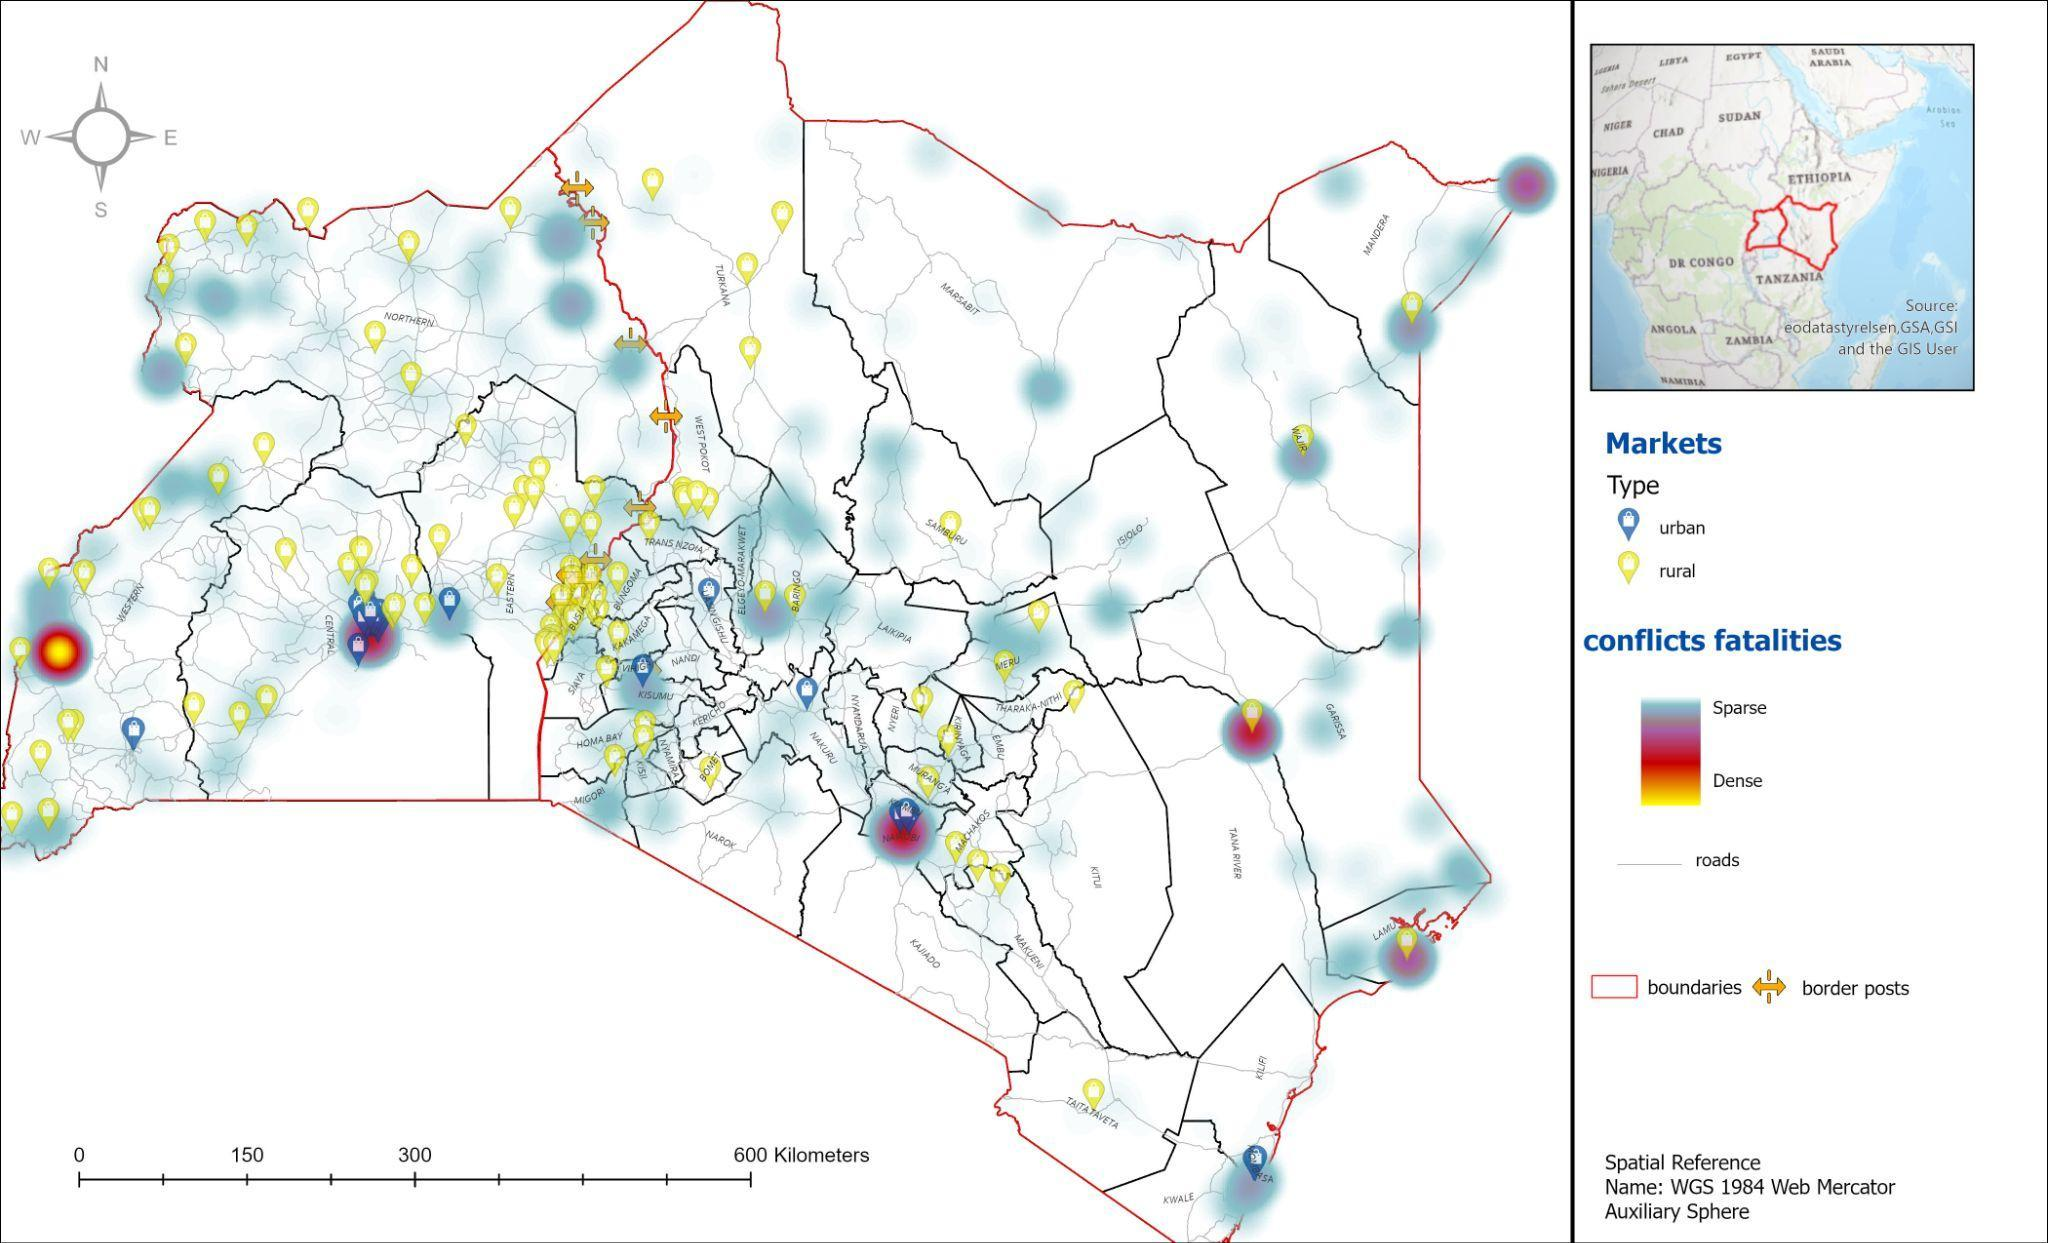 N
W
E
S
0
150
300
600 Kilometers
NORTHERN
WESTERN
CENTRAL
EASTERN
TURKANA
MARSABIT
MANDERA
WAJIR
WEST POKOT
SAMBURU
ISIOLO
TRANS NZOIA
ELGEYO-MARAKWET
BARINGO
BUNGOMA
BUSIA
KAKAMEGA
NANDI
LAIKIPIA
MERU
SIAYA
KISUMU
KERICHO
HOMA BAY
NYAMIRA
KISII
BOMET
MIGORI
NAROK
NAKURU
NYANDARUA
NYERI
KIRINYAGA
THARAKA-NITHI
EMBU
MURANG'A
MACHAKOS
KITUI
TANA RIVER
GARISSA
LAMU
MAKUENI
KAJIADO
KILIFI
TAITA TAVETA
KWALE
LIBYA
EGYPT
SAUDI
ARABIA
Sahara Desert
NIGER
CHAD
SUDAN
Arabian
Sea
NIGERIA
ETHIOPIA
DR CONGO
TANZANIA
ANGOLA
ZAMBIA
NAMIBIA
Source:
eodatastyrelsen,GSA,GSI
and the GIS User
Markets
Type
urban
rural
conflicts fatalities
Sparse
Dense
roads
boundaries
border posts
Spatial Reference
Name: WGS 1984 Web Mercator
Auxiliary Sphere